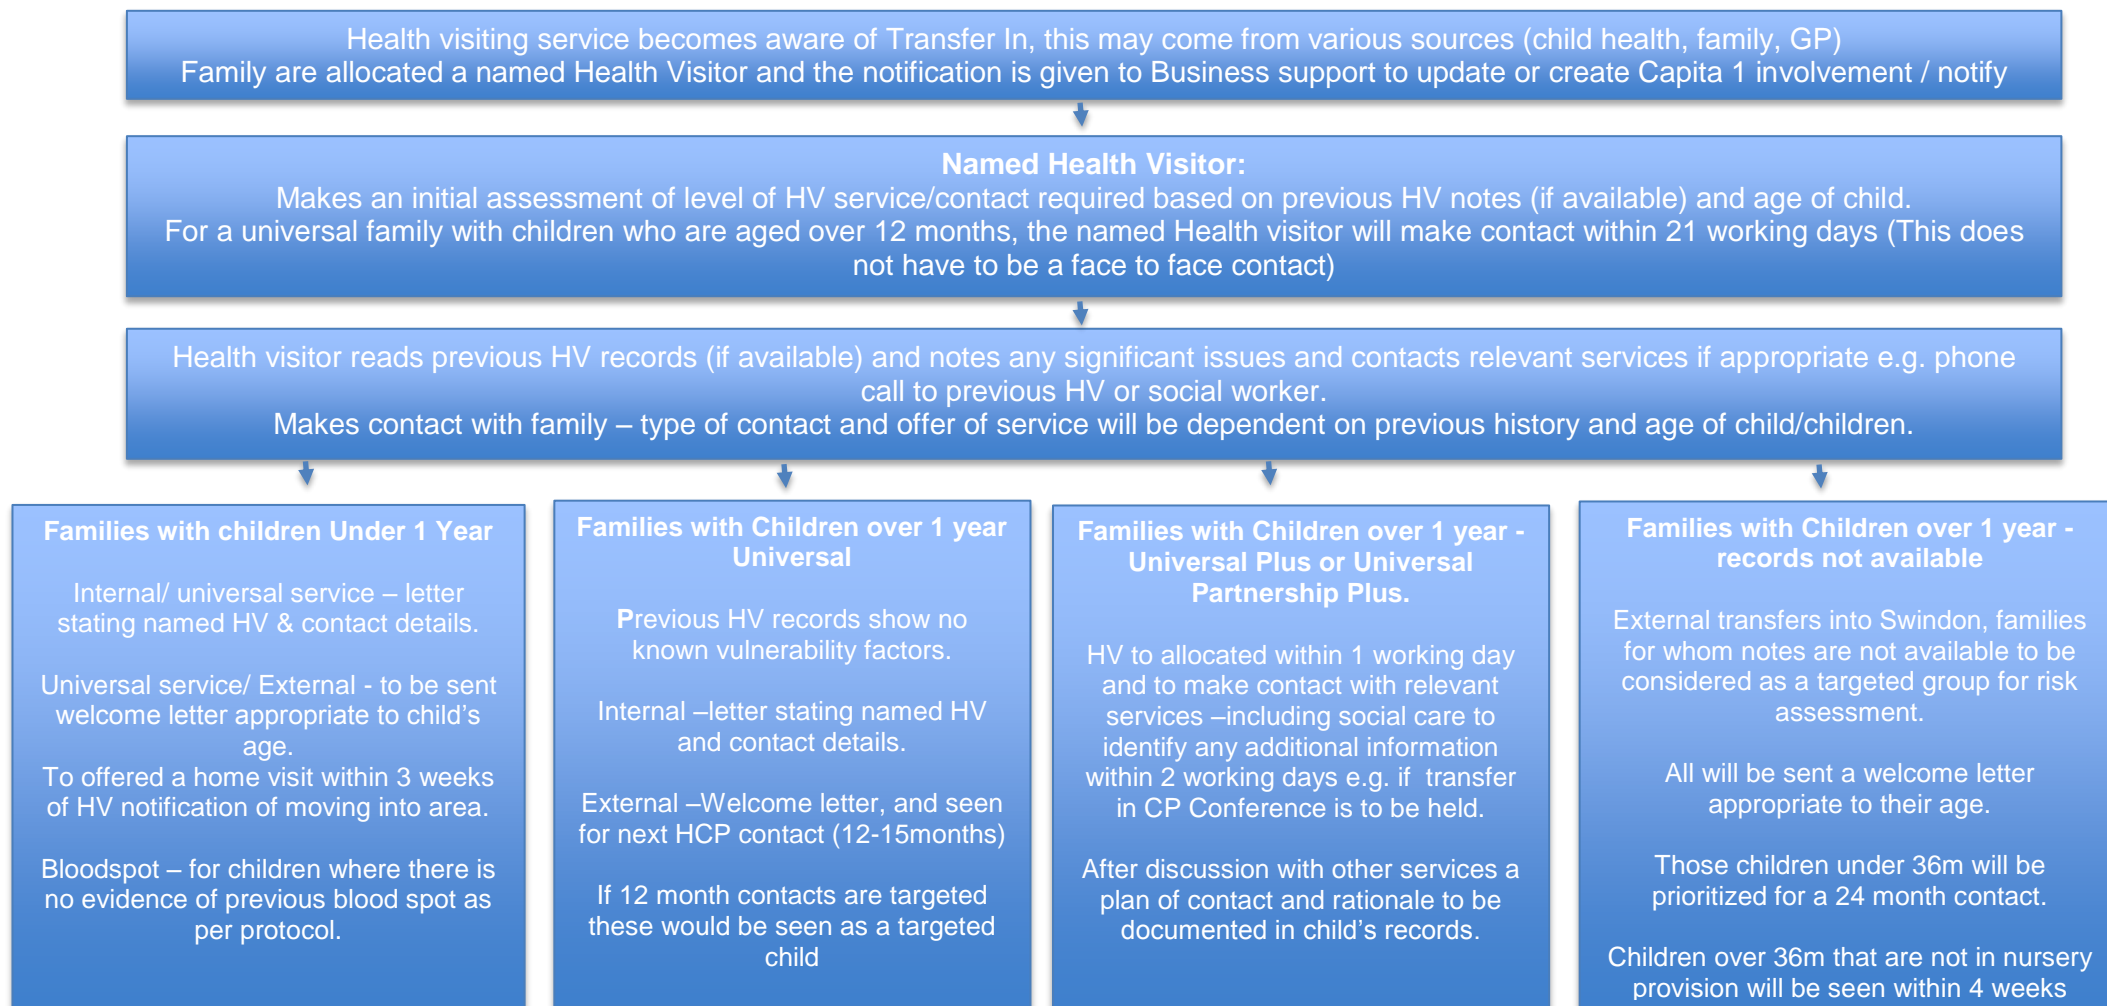 Health visiting service becomes aware of Transfer In, this may come from various sources (child health, family, GP)
Family are allocated a named Health Visitor and the notification is given to Business support to update or create Capita 1 involvement / notify
Named Health Visitor:
Makes an initial assessment of level of HV service/contact required based on previous HV notes (if available) and age of child.
For a universal family with children who are aged over 12 months, the named Health visitor will make contact within 21 working days (This does
not have to be a face to face contact)
Health visitor reads previous HV records (if available) and notes any significant issues and contacts relevant services if appropriate e.g. phone
call to previous HV or social worker.
Makes contact with family – type of contact and offer of service will be dependent on previous history and age of child/children.
Families with children Under 1 Year
Internal/ universal service – letter
stating named HV & contact details.
Universal service/ External - to be sent
welcome letter appropriate to child's
age.
To offered a home visit within 3 weeks
of HV notification of moving into area.
Bloodspot – for children where there is
no evidence of previous blood spot as
per protocol.
Families with Children over 1 year
Universal
Previous HV records show no
known vulnerability factors.
Internal –letter stating named HV
and contact details.
External –Welcome letter, and seen
for next HCP contact (12-15months)
If 12 month contacts are targeted
these would be seen as a targeted
child
Families with Children over 1 year -
Universal Plus or Universal
Partnership Plus.
HV to allocated within 1 working day
and to make contact with relevant
services –including social care to
identify any additional information
within 2 working days e.g. if  transfer
in CP Conference is to be held.
After discussion with other services a
plan of contact and rationale to be
documented in child's records.
Families with Children over 1 year -
records not available
External transfers into Swindon, families
for whom notes are not available to be
considered as a targeted group for risk
assessment.
All will be sent a welcome letter
appropriate to their age.
Those children under 36m will be
prioritized for a 24 month contact.
Children over 36m that are not in nursery
provision will be seen within 4 weeks